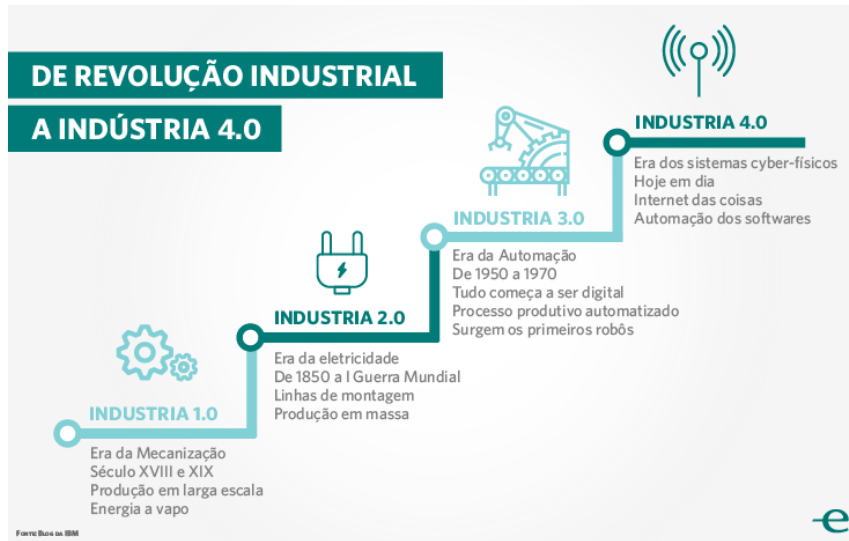 DE REVOLUÇÃO INDUSTRIAL
A INDÚSTRIA 4.0
INDUSTRIA 1.0
Era da Mecanização
Século XVIII e XIX
Produção em larga escala
Energia a vapo
INDUSTRIA 2.0
Era da eletricidade
De 1850 a I Guerra Mundial
Linhas de montagem
Produção em massa
INDUSTRIA 3.0
Era da Automação
De 1950 a 1970
Tudo começa a ser digital
Processo produtivo automatizado
Surgem os primeiros robôs
INDUSTRIA 4.0
Era dos sistemas cyber-físicos
Hoje em dia
Internet das coisas
Automação dos softwares
Fonte: Blog da IBM
e